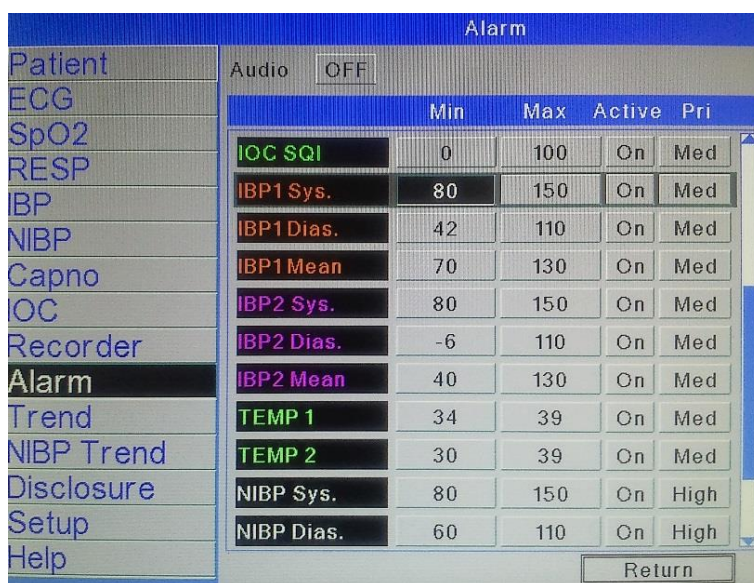 Alarm
Patient
ECG
SpO2
RESP
IBP
NIBP
Capno
IOC
Recorder
Alarm
Trend
NIBP Trend
Disclosure
Setup
Help
Audio OFF
Min Max Active Pri
IOC SQI 0 100 On Med
IBP1 Sys. 80 150 On Med
IBP1 Dias. 42 110 On Med
IBP1 Mean 70 130 On Med
IBP2 Sys. 80 150 On Med
IBP2 Dias. -6 110 On Med
IBP2 Mean 40 130 On Med
TEMP 1 34 39 On Med
TEMP 2 30 39 On Med
NIBP Sys. 80 150 On High
NIBP Dias. 60 110 On High
Return